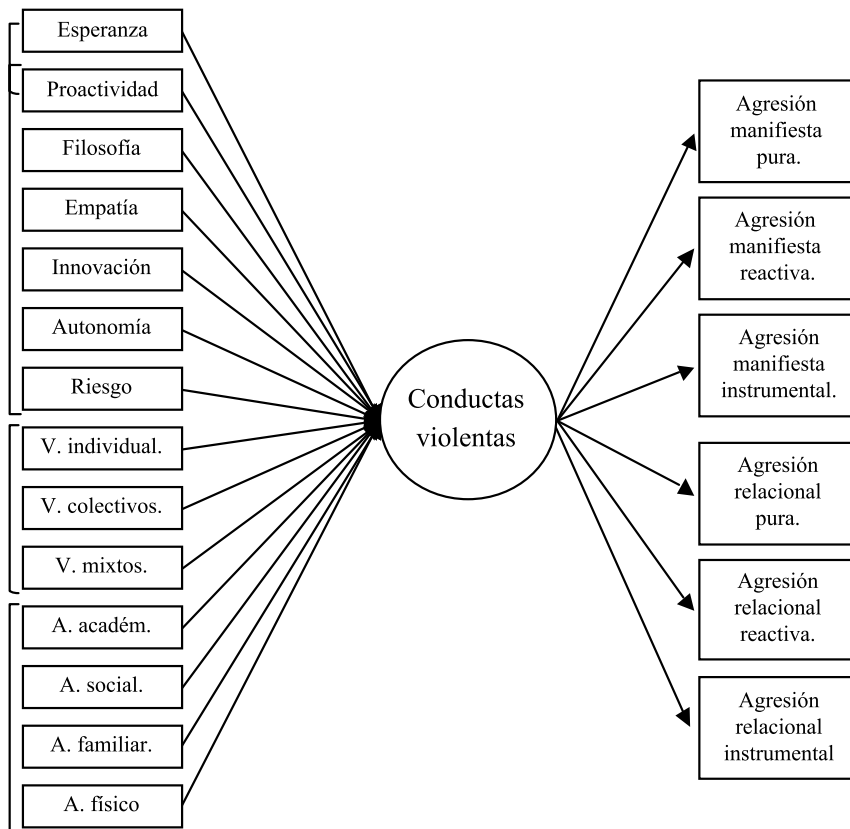 Esperanza
Proactividad
Filosofía
Empatía
Innovación
Autonomía
Riesgo
V. individual.
V. colectivos.
V. mixtos.
A. académ.
A. social.
A. familiar.
A. físico
Conductas
violentas
Agresión
manifiesta
pura.
Agresión
manifiesta
reactiva.
Agresión
manifiesta
instrumental.
Agresión
relacional
pura.
Agresión
relacional
reactiva.
Agresión
relacional
instrumental